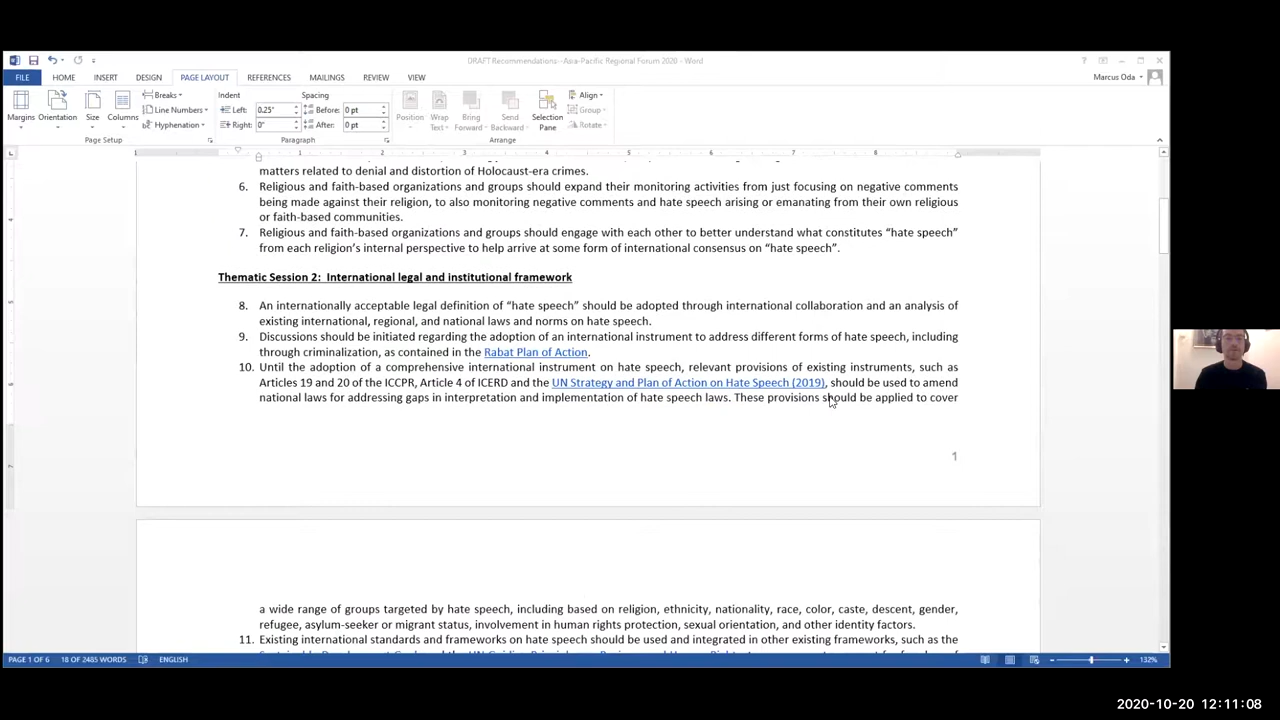 DRAFT Recommendations--Asia-Pacific Regional Forum 2020 - Word
FILE HOME INSERT DESIGN PAGE LAYOUT REFERENCES MAILINGS REVIEW VIEW Marcus Oda
Margins Orientation Size Columns
Breaks
Line Numbers
Hyphenation
Page Setup
Indent Spacing
Left: 0.25" Before: 0 pt
Right: 0" After: 0 pt
Paragraph
Position Wrap Text Bring Forward Send Backward Selection Pane
Align
Group
Rotate
Arrange
matters related to denial and distortion of Holocaust-era crimes.
6. Religious and faith-based organizations and groups should expand their monitoring activities from just focusing on negative comments
being made against their religion, to also monitoring negative comments and hate speech arising or emanating from their own religious
or faith-based communities.
7. Religious and faith-based organizations and groups should engage with each other to better understand what constitutes “hate speech”
from each religion’s internal perspective to help arrive at some form of international consensus on “hate speech”.
Thematic Session 2: International legal and institutional framework
8. An internationally acceptable legal definition of “hate speech” should be adopted through international collaboration and an analysis of
existing international, regional, and national laws and norms on hate speech.
9. Discussions should be initiated regarding the adoption of an international instrument to address different forms of hate speech, including
through criminalization, as contained in the Rabat Plan of Action.
10. Until the adoption of a comprehensive international instrument on hate speech, relevant provisions of existing instruments, such as
Articles 19 and 20 of the ICCPR, Article 4 of ICERD and the UN Strategy and Plan of Action on Hate Speech (2019), should be used to amend
national laws for addressing gaps in interpretation and implementation of hate speech laws. These provisions should be applied to cover
1
a wide range of groups targeted by hate speech, including based on religion, ethnicity, nationality, race, color, caste, descent, gender,
refugee, asylum-seeker or migrant status, involvement in human rights protection, sexual orientation, and other identity factors.
11. Existing international standards and frameworks on hate speech should be used and integrated in other existing frameworks, such as the
PAGE 1 OF 6 18 OF 2485 WORDS ENGLISH 132%
2020-10-20 12:11:08